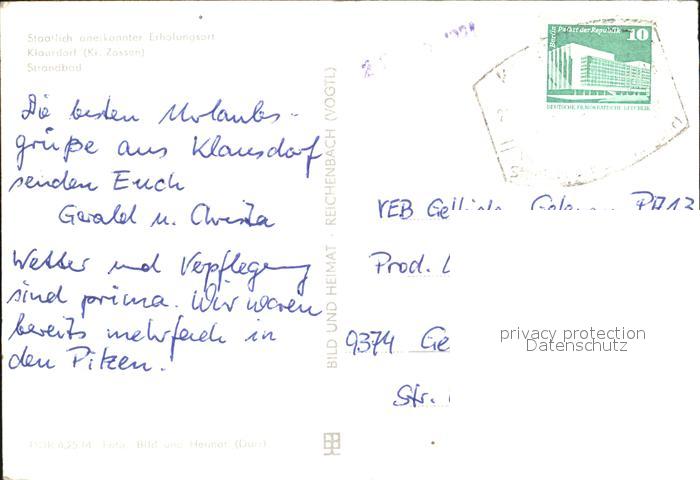 Staatlich anerkannter Erholungsort
Klausdorf (Kr. Zossen)
Strandbad
Die besten Urlaubs-
grüße aus Klausdorf
senden Euch
Gerald u. Christa
Wetter und Verpflegung
sind prima. Wir waren
bereits mehrfach in
den Pilzen.
BILD UND HEIMAT · REICHENBACH (VOGTL)
Berlin Palast der Republik 10
DEUTSCHE DEMOKRATISCHE REPUBLIK
VEB
Prod.
9374 Ge
Str.
privacy protection
Datenschutz
Foto: Bild und Heimat (Darr)